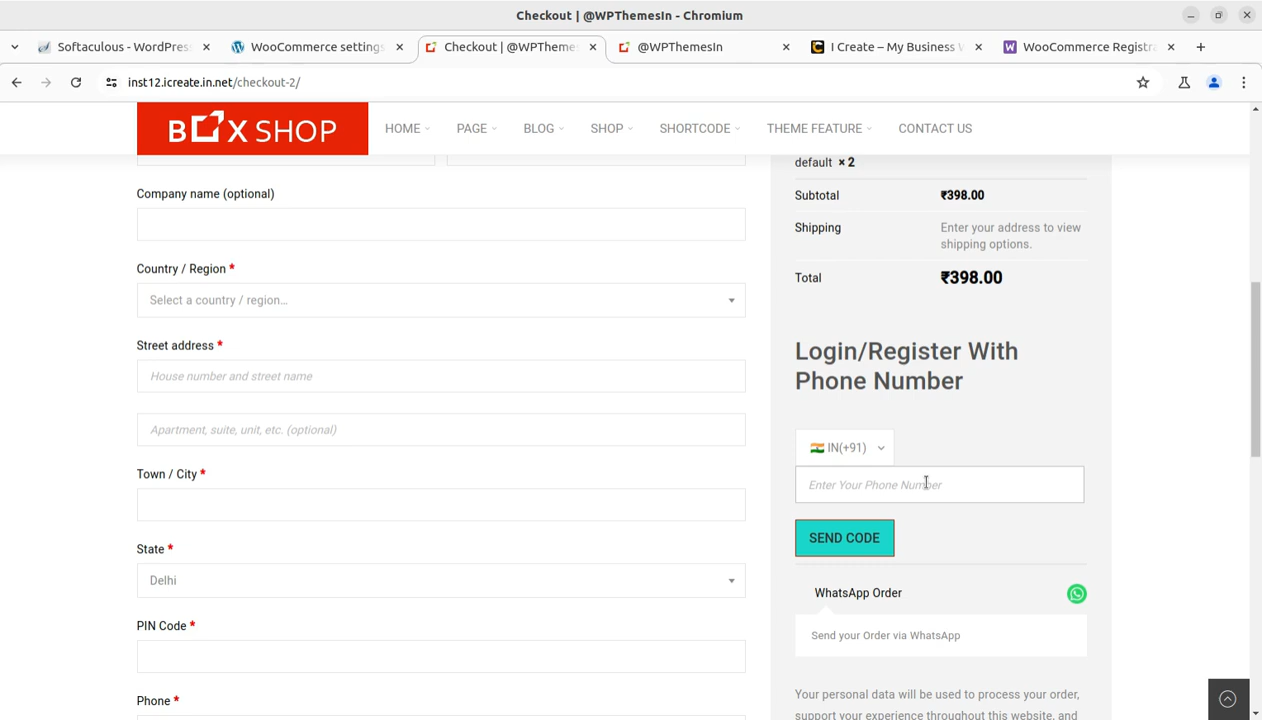 Checkout | @WPThemesIn - Chromium
Softaculous - WordPres
WooCommerce settings
Checkout | @WPTheme
@WPThemesIn
I Create – My Business W
WooCommerce Registra
inst12.icreate.in.net/checkout-2/
BOX SHOP
HOME
PAGE
BLOG
SHOP
SHORTCODE
THEME FEATURE
CONTACT US
Company name (optional)
Country / Region *
Select a country / region...
Street address *
House number and street name
Apartment, suite, unit, etc. (optional)
Town / City *
State *
Delhi
PIN Code *
Phone *
default × 2
Subtotal ₹398.00
Shipping Enter your address to view
shipping options.
Total ₹398.00
Login/Register With
Phone Number
IN(+91)
Enter Your Phone Number
SEND CODE
WhatsApp Order
Send your Order via WhatsApp
Your personal data will be used to process your order,
support your experience throughout this website, and